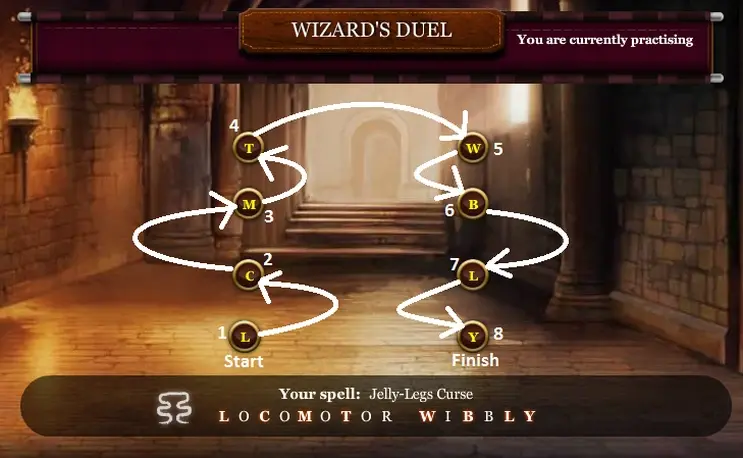 WIZARD'S DUEL
You are currently practising
4 T W 5
M 3 6 B
2 C 7 L
1 L Y 8
Start Finish
Your spell: Jelly-Legs Curse
LOCOMOTOR WIBBLY